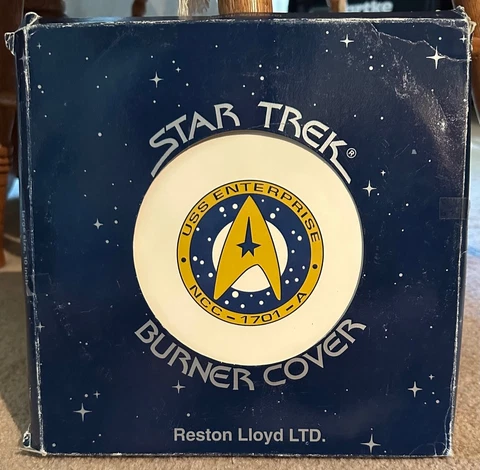 STAR TREK®
USS ENTERPRISE
NCC-1701-A
BURNER COVER
Reston Lloyd LTD.